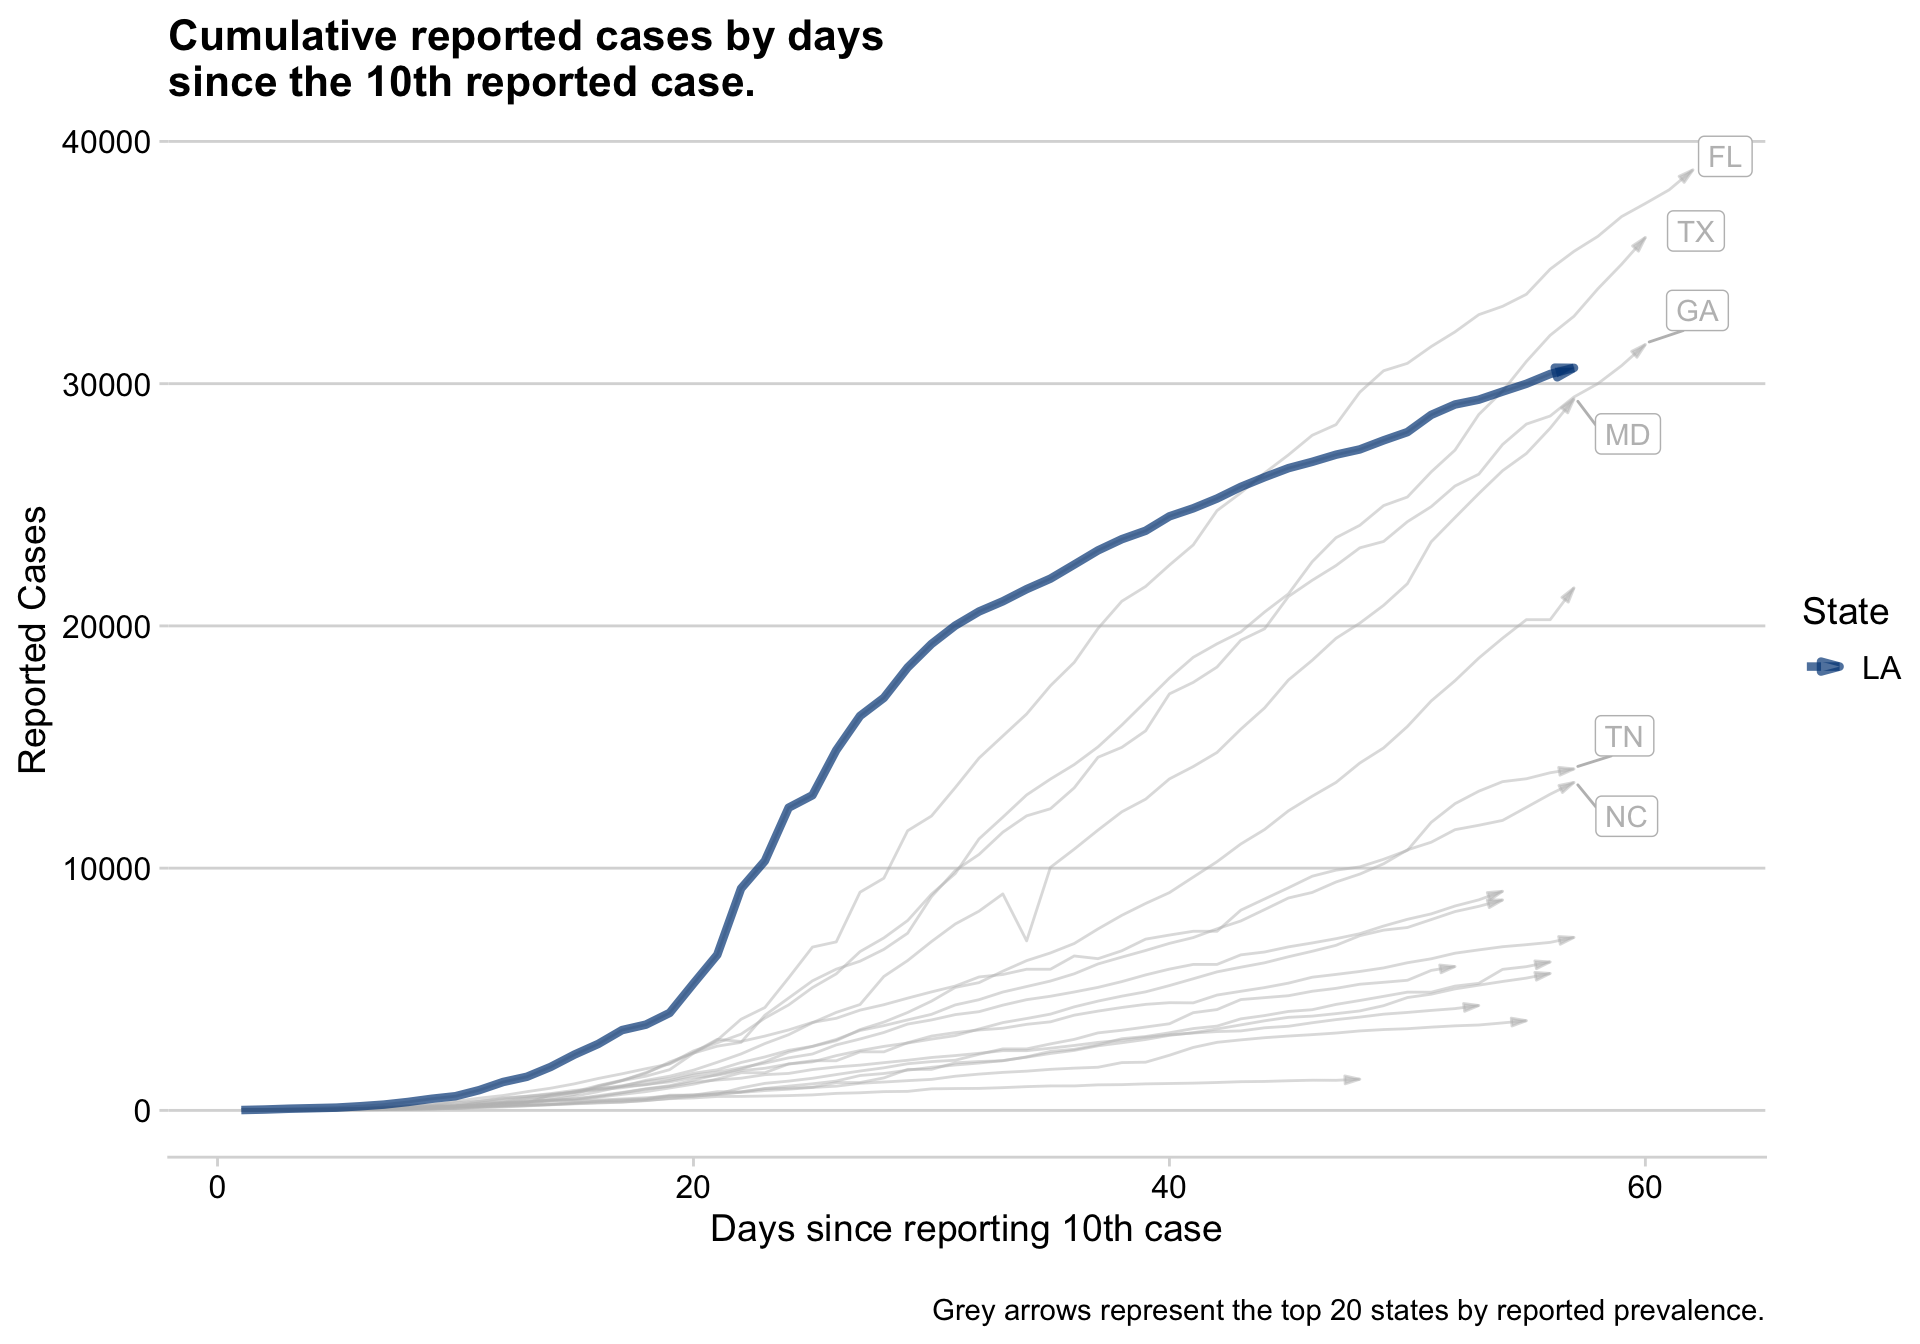 Cumulative reported cases by days
since the 10th reported case.
40000
30000
20000
10000
0
Reported Cases
FL
TX
GA
MD
TN
NC
State
LA
0 20 40 60
Days since reporting 10th case
Grey arrows represent the top 20 states by reported prevalence.